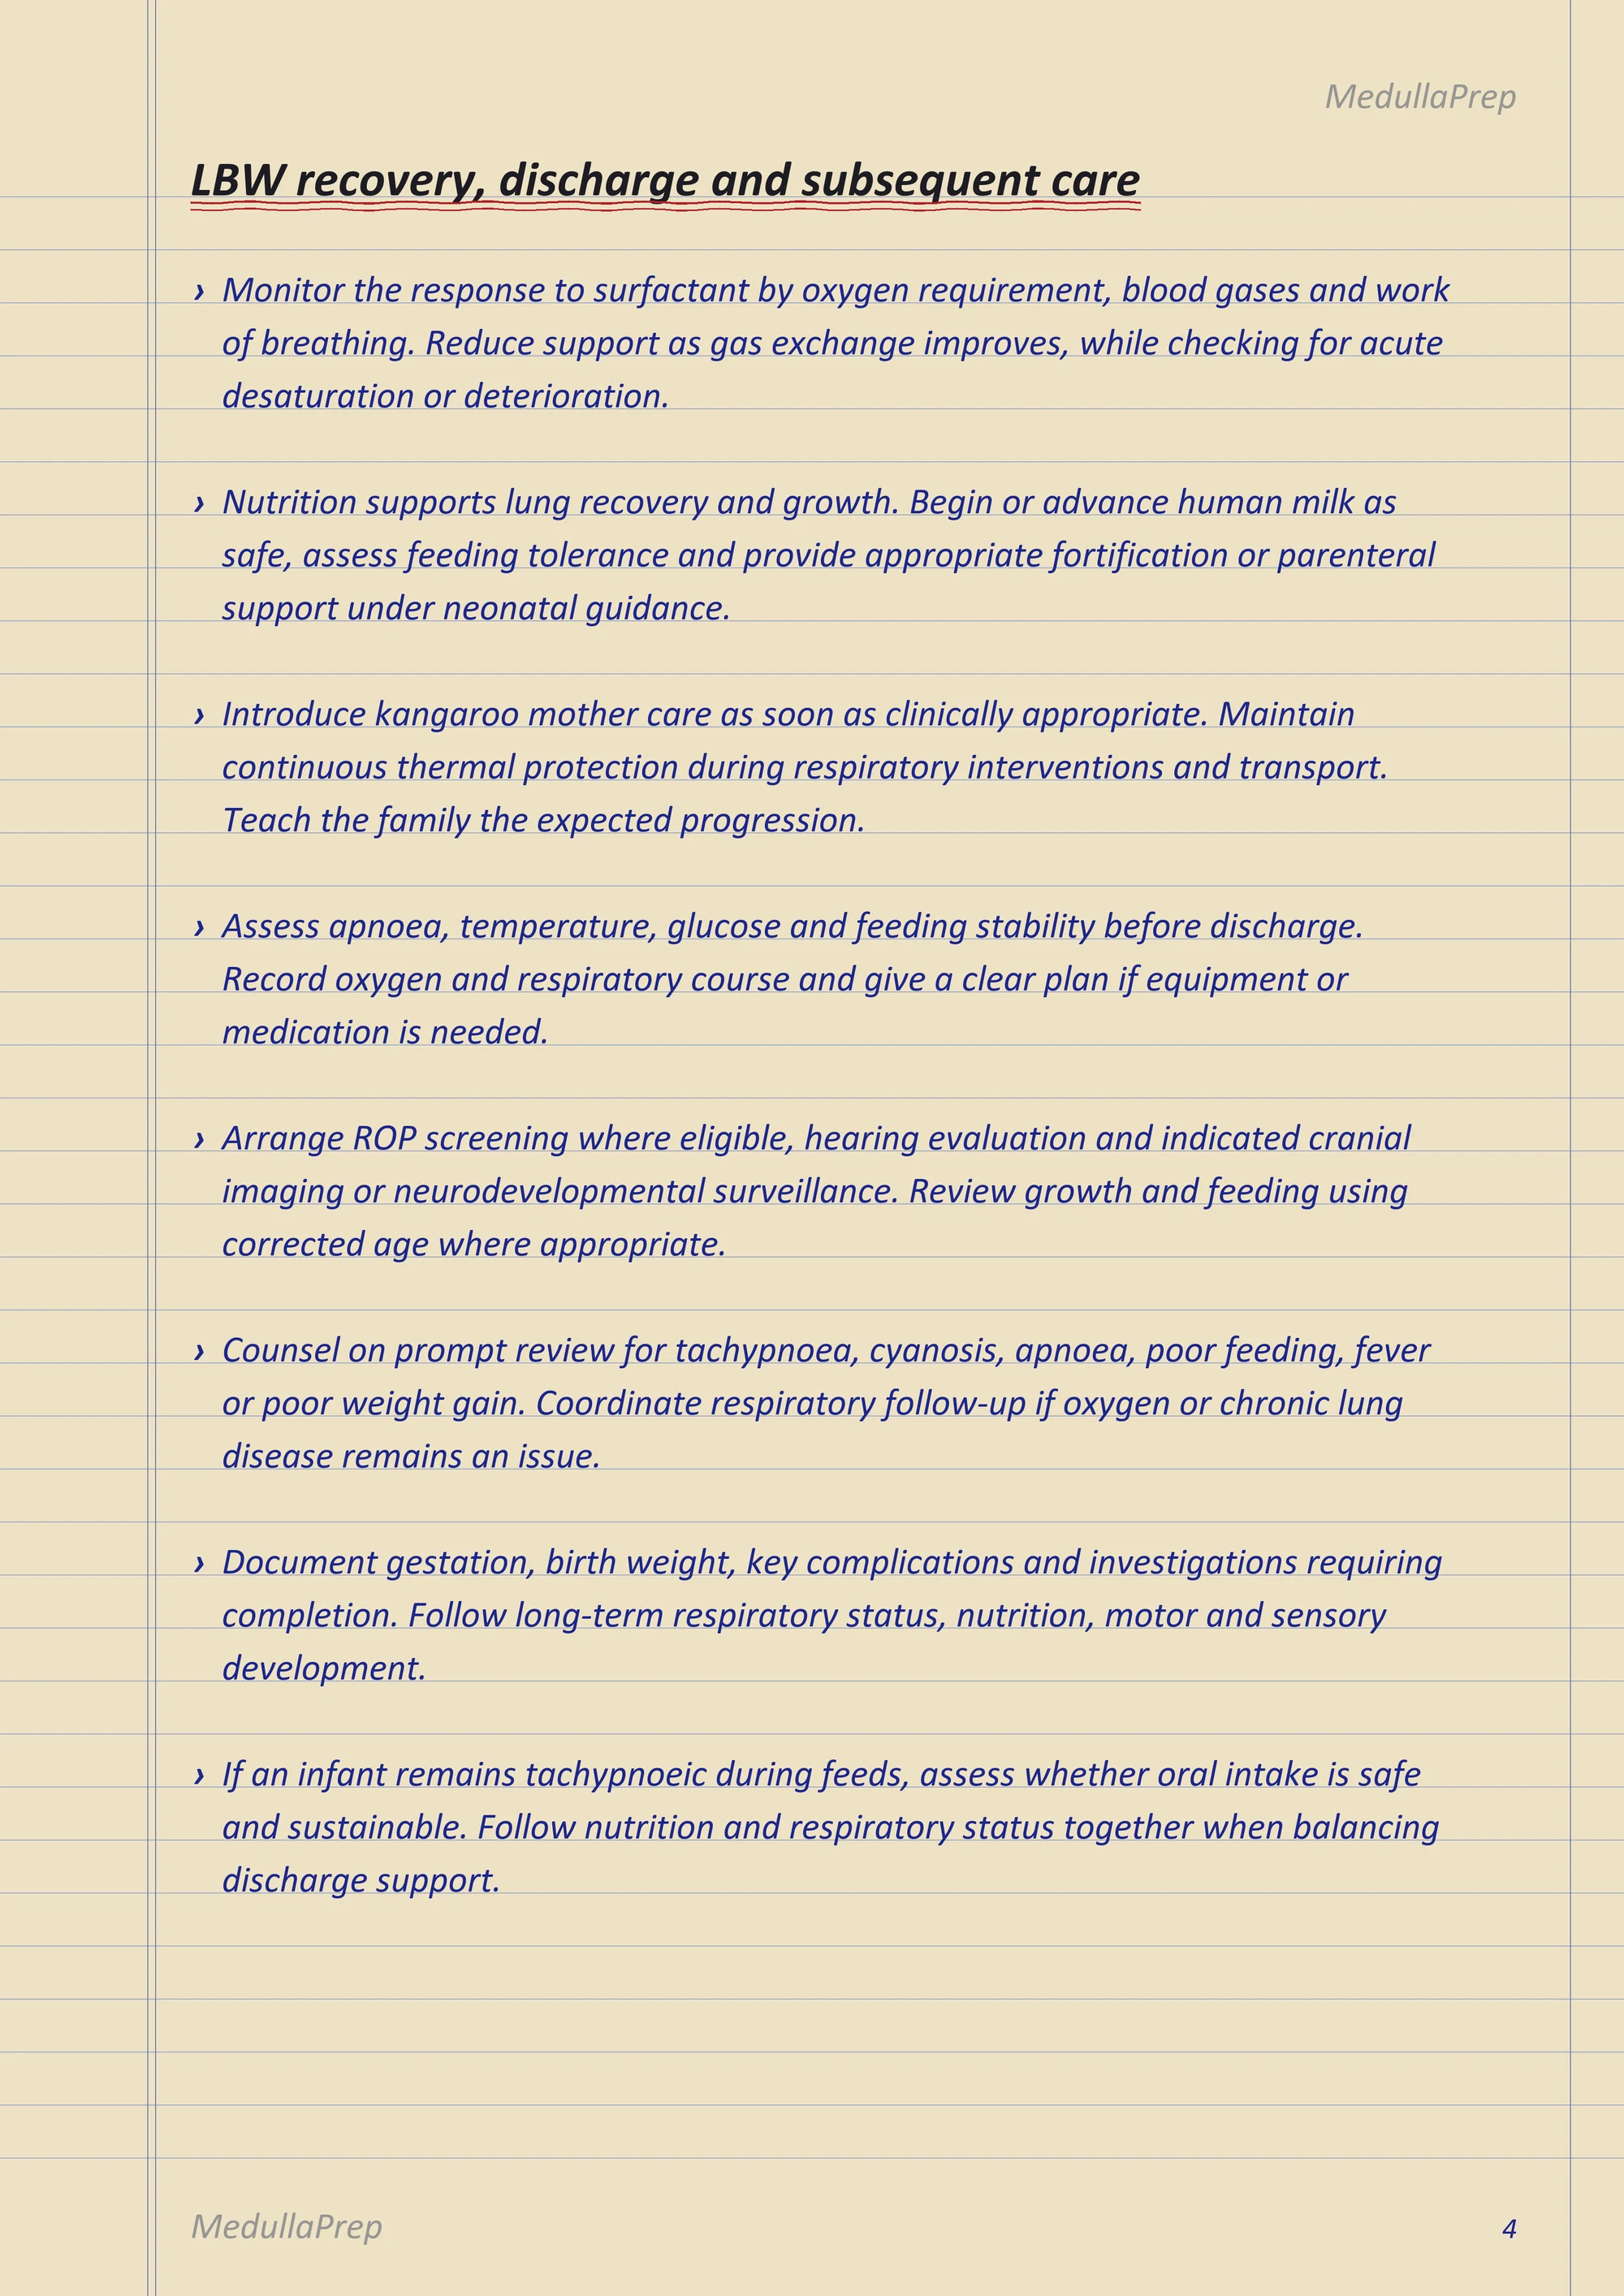 MedullaPrep
LBW recovery, discharge and subsequent care
› Monitor the response to surfactant by oxygen requirement, blood gases and work
of breathing. Reduce support as gas exchange improves, while checking for acute
desaturation or deterioration.
› Nutrition supports lung recovery and growth. Begin or advance human milk as
safe, assess feeding tolerance and provide appropriate fortification or parenteral
support under neonatal guidance.
› Introduce kangaroo mother care as soon as clinically appropriate. Maintain
continuous thermal protection during respiratory interventions and transport.
Teach the family the expected progression.
› Assess apnoea, temperature, glucose and feeding stability before discharge.
Record oxygen and respiratory course and give a clear plan if equipment or
medication is needed.
› Arrange ROP screening where eligible, hearing evaluation and indicated cranial
imaging or neurodevelopmental surveillance. Review growth and feeding using
corrected age where appropriate.
› Counsel on prompt review for tachypnoea, cyanosis, apnoea, poor feeding, fever
or poor weight gain. Coordinate respiratory follow-up if oxygen or chronic lung
disease remains an issue.
› Document gestation, birth weight, key complications and investigations requiring
completion. Follow long-term respiratory status, nutrition, motor and sensory
development.
› If an infant remains tachypnoeic during feeds, assess whether oral intake is safe
and sustainable. Follow nutrition and respiratory status together when balancing
discharge support.
MedullaPrep
4